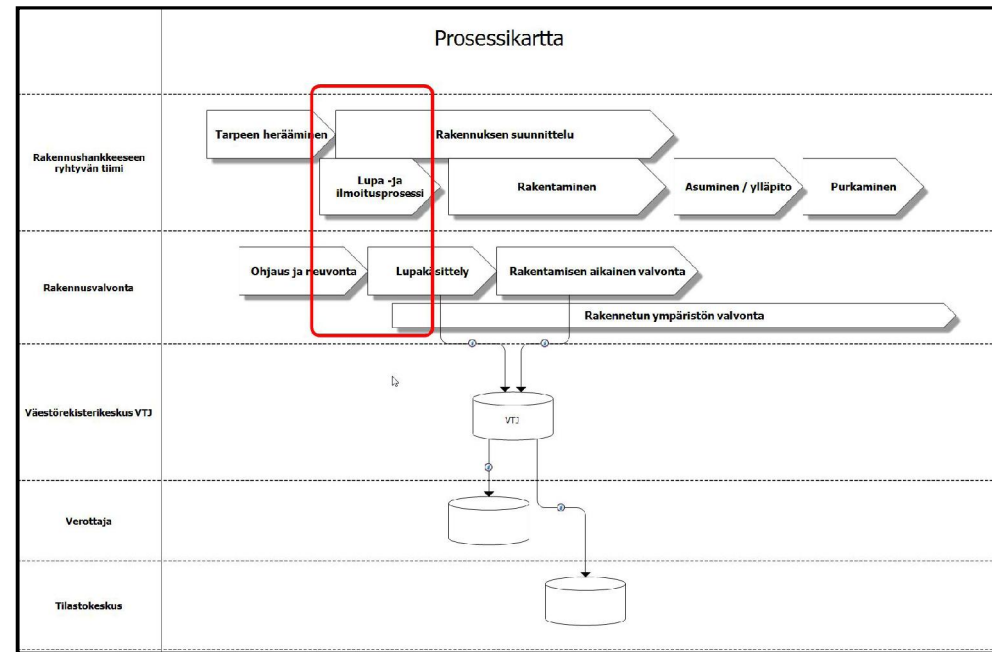 Prosessikartta
Rakennushankkeeseen
ryhtyvän tiimi
Tarpeen herääminen
Rakennuksen suunnittelu
Lupa -ja
ilmoitusprosessi
Rakentaminen
Asuminen / ylläpito
Purkaminen
Rakennusvalvonta
Ohjaus ja neuvonta
Lupakäsittely
Rakentamisen aikainen valvonta
Rakennetun ympäristön valvonta
Väestörekisterikeskus VTJ
VTJ
Verottaja
Tilastokeskus